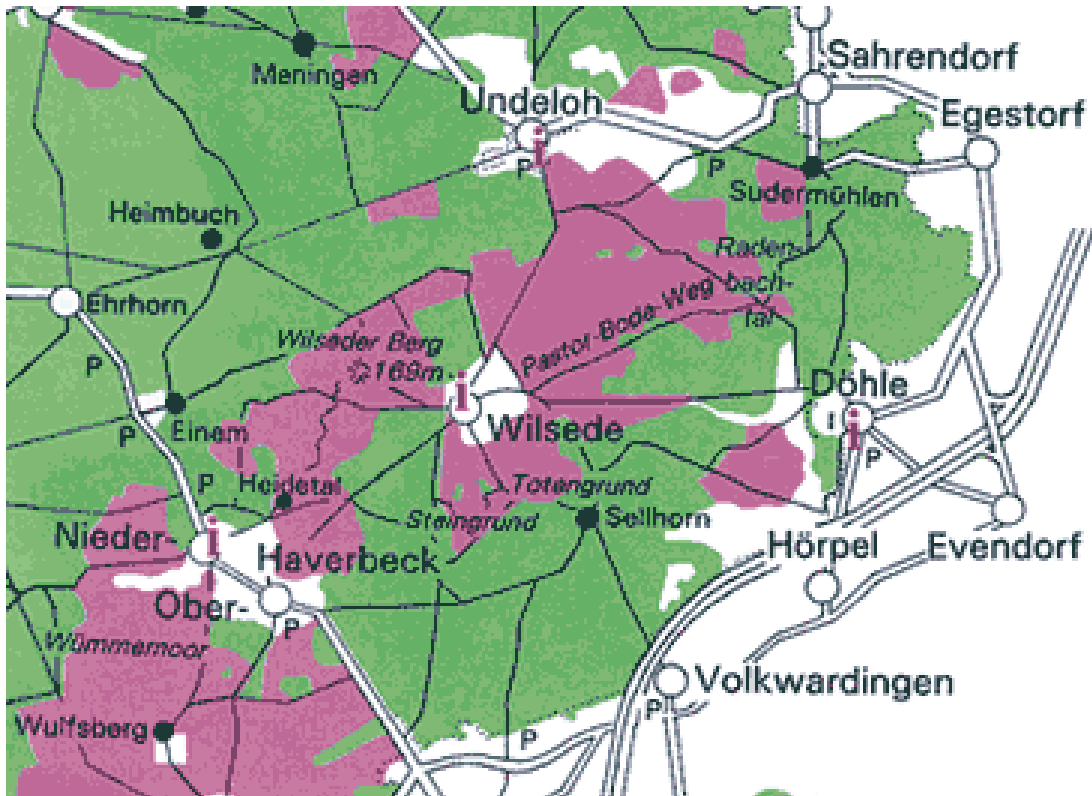 Meningen
Sahrendorf
Undeloh
Egestorf
i
P
P
Sudermühlen
Heimbuch
Raden-
bach-
tal
Ehrhorn
Pastor-Bode-Weg
Wilseder Berg
169m
P
i
Döhle
i
i
P
Einem
P
Wilsede
P
Heidetal
Totengrund
Steingrund
Sellhorn
i
Nieder-
Haverbeck
Hörpel
Evendorf
Ober-
P
Wümmemoor
Volkwardingen
P
Wulfsberg
P